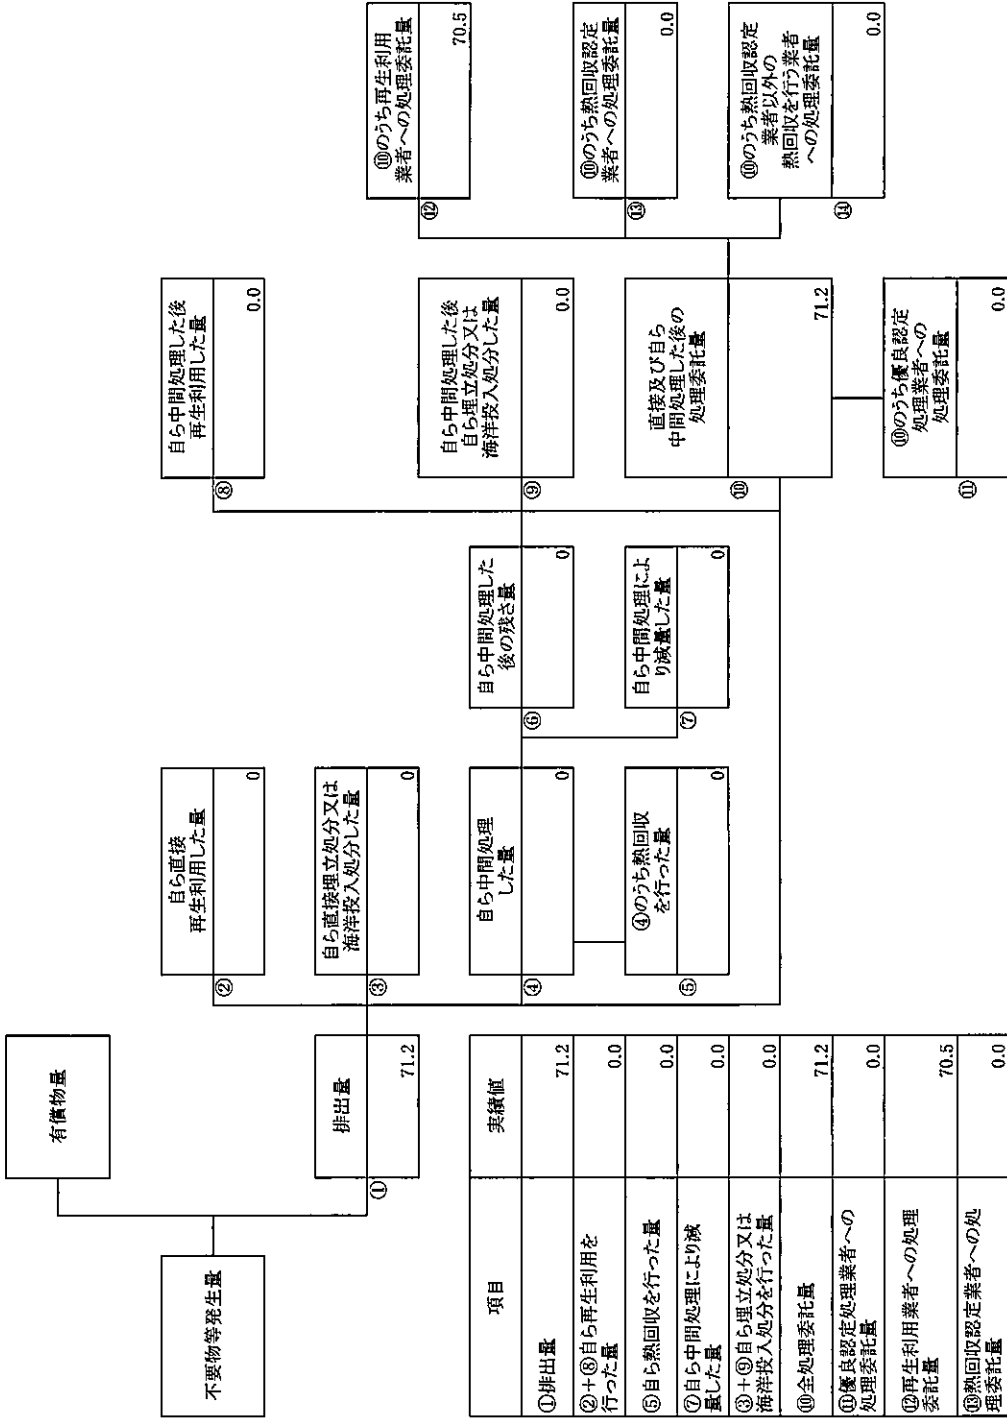 不要物等発生量
有償物量
①
排出量
71.2
②
自ら直接
再生利用した量
0
③
自ら直接埋立処分又は
海洋投入処分した量
0
④
自ら中間処理
した量
0
⑤
④のうち熱回収
を行った量
0
⑥
自ら中間処理した
後の残さ量
0
⑦
自ら中間処理によ
り減量した量
0
⑧
自ら中間処理した後
再生利用した量
0.0
⑨
自ら中間処理した後
自ら埋立処分又は
海洋投入処分した量
0.0
⑩
直接及び自ら
中間処理した後の
処理委託量
71.2
⑪
⑩のうち優良認定
処理業者への
処理委託量
0.0
⑫
⑩のうち再生利用
業者への処理委託量
70.5
⑬
⑩のうち熱回収認定
業者への処理委託量
0.0
⑭
⑩のうち熱回収認定
業者以外の
熱回収を行う業者
への処理委託量
0.0
項目 実績値
①排出量 71.2
②+⑧自ら再生利用を
行った量 0.0
⑤自ら熱回収を行った量 0.0
⑦自ら中間処理により減
量した量 0.0
③+⑨自ら埋立処分又は
海洋投入処分を行った量 0.0
⑩全処理委託量 71.2
⑪優良認定処理業者への
処理委託量 0.0
⑫再生利用業者への処理
委託量 70.5
⑬熱回収認定業者への処
理委託量 0.0